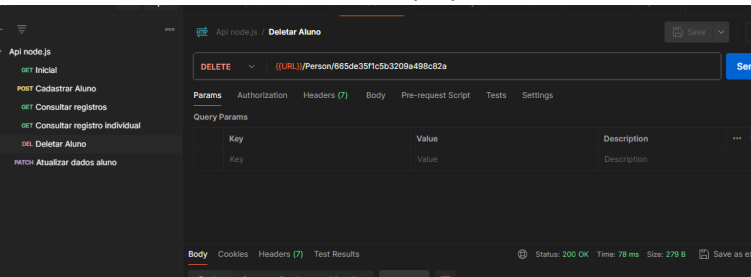 Api node.js / Deletar Aluno
Save
Api node.js
GET Inicial
POST Cadastrar Aluno
GET Consultar registros
GET Consultar registro individual
DEL Deletar Aluno
PATCH Atualizar dados aluno
DELETE {{URL}}/Person/665de35f1c5b3209a498c82a
Params Authorization Headers (7) Body Pre-request Script Tests Settings
Query Params
Key Value Description
Key Value Description
Body Cookies Headers (7) Test Results Status: 200 OK Time: 78 ms Size: 279 B Save as